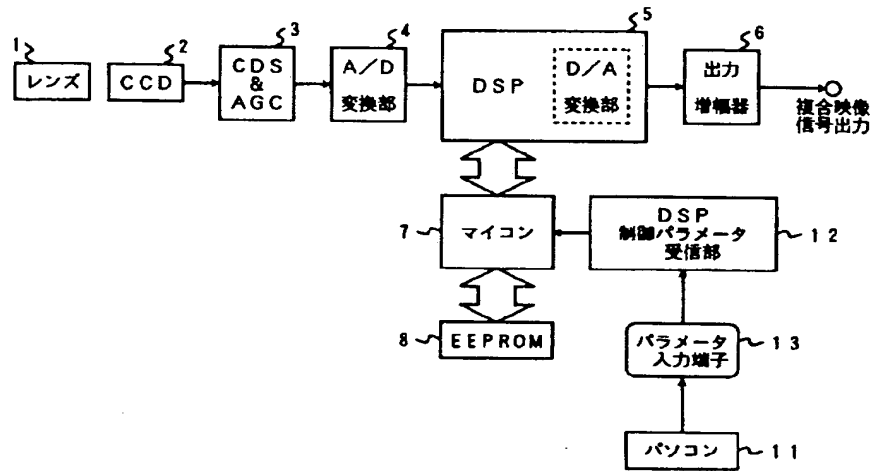 1
2
3
4
5
6
レンズ
CCD
CDS
&
AGC
A/D
変換部
DSP
D/A
変換部
出力
増幅器
複合映像
信号出力
7
マイコン
DSP
制御パラメータ
受信部
12
8
EEPROM
パラメータ
入力端子
13
パソコン
11